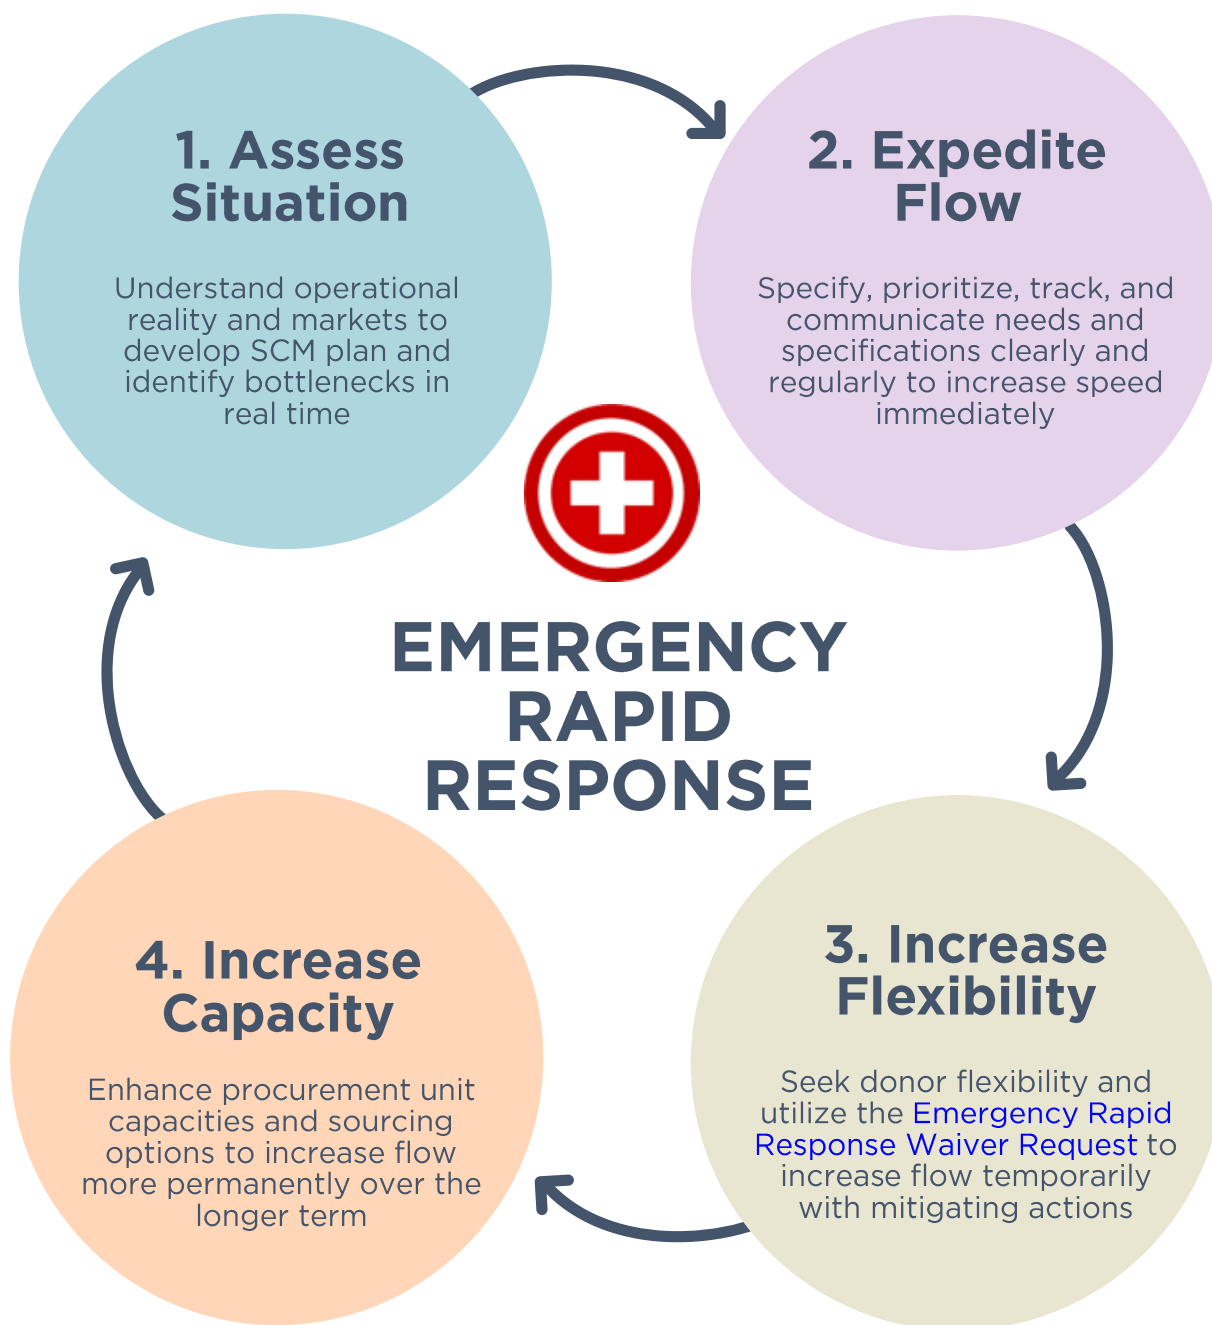 1. Assess
Situation
Understand operational
reality and markets to
develop SCM plan and
identify bottlenecks in
real time
2. Expedite
Flow
Specify, prioritize, track, and
communicate needs and
specifications clearly and
regularly to increase speed
immediately
EMERGENCY
RAPID
RESPONSE
3. Increase
Flexibility
Seek donor flexibility and
utilize the Emergency Rapid
Response Waiver Request to
increase flow temporarily
with mitigating actions
4. Increase
Capacity
Enhance procurement unit
capacities and sourcing
options to increase flow
more permanently over the
longer term